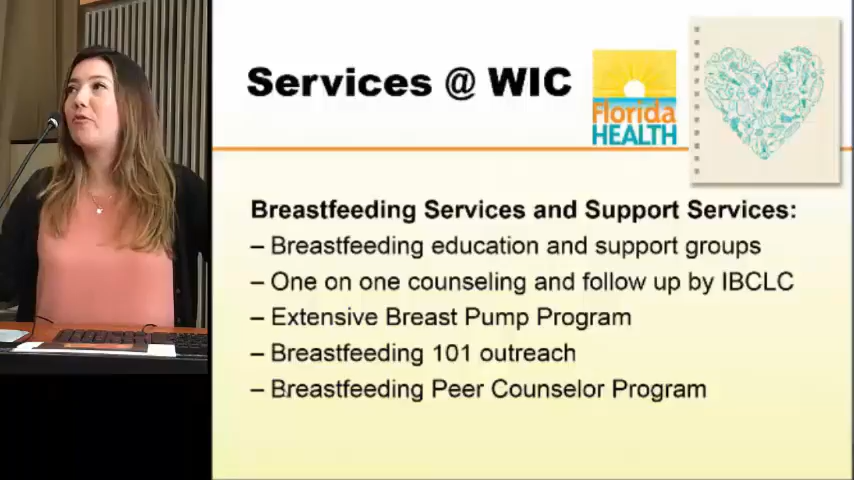 Services @ WIC
Florida
HEALTH
Breastfeeding Services and Support Services:
– Breastfeeding education and support groups
– One on one counseling and follow up by IBCLC
– Extensive Breast Pump Program
– Breastfeeding 101 outreach
– Breastfeeding Peer Counselor Program